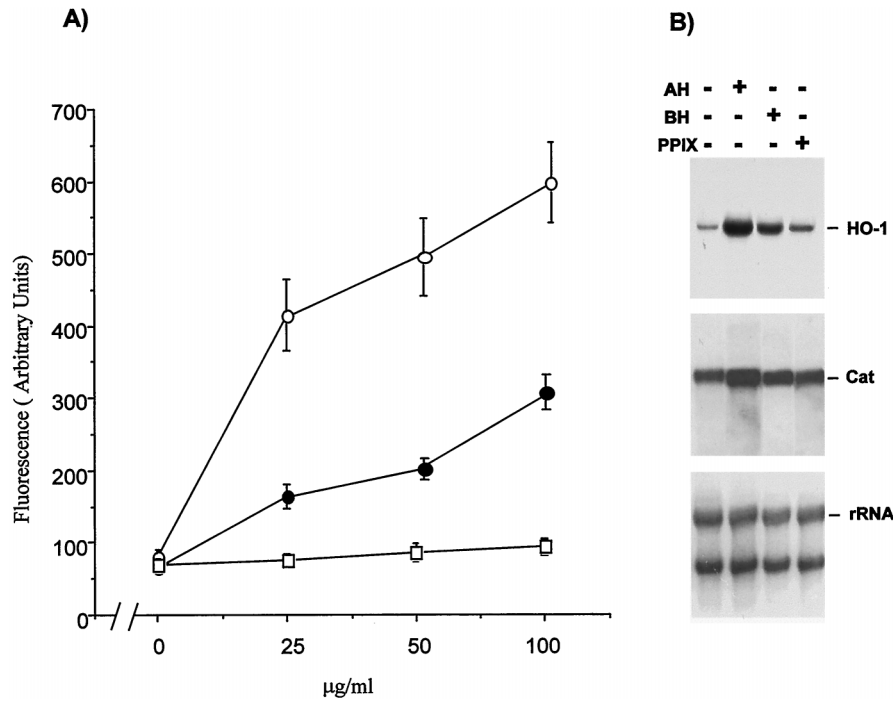 A)
700
600
500
400
300
200
100
0
Fluorescence ( Arbitrary Units)
0 25 50 100
μg/ml
B)
AH - + - -
BH - - + -
PPIX - - - +
– HO-1
– Cat
– rRNA